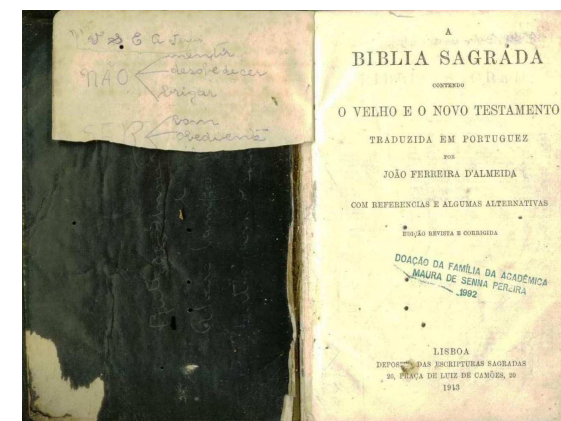 NÃO
mentir
desobedecer
brigar
A
BIBLIA SAGRADA
CONTENDO
O VELHO E O NOVO TESTAMENTO
TRADUZIDA EM PORTUGUEZ
POR
JOÃO FERREIRA D'ALMEIDA
COM REFERENCIAS E ALGUMAS ALTERNATIVAS
EDIÇÃO REVISTA E CORRIGIDA
DOAÇÃO DA FAMÍLIA DA ACADÊMICA
MAURA DE SENNA PEREIRA
1992
LISBOA
DEPOSITO DAS ESCRIPTURAS SAGRADAS
20, PRAÇA DE LUIZ DE CAMÕES, 20
1913